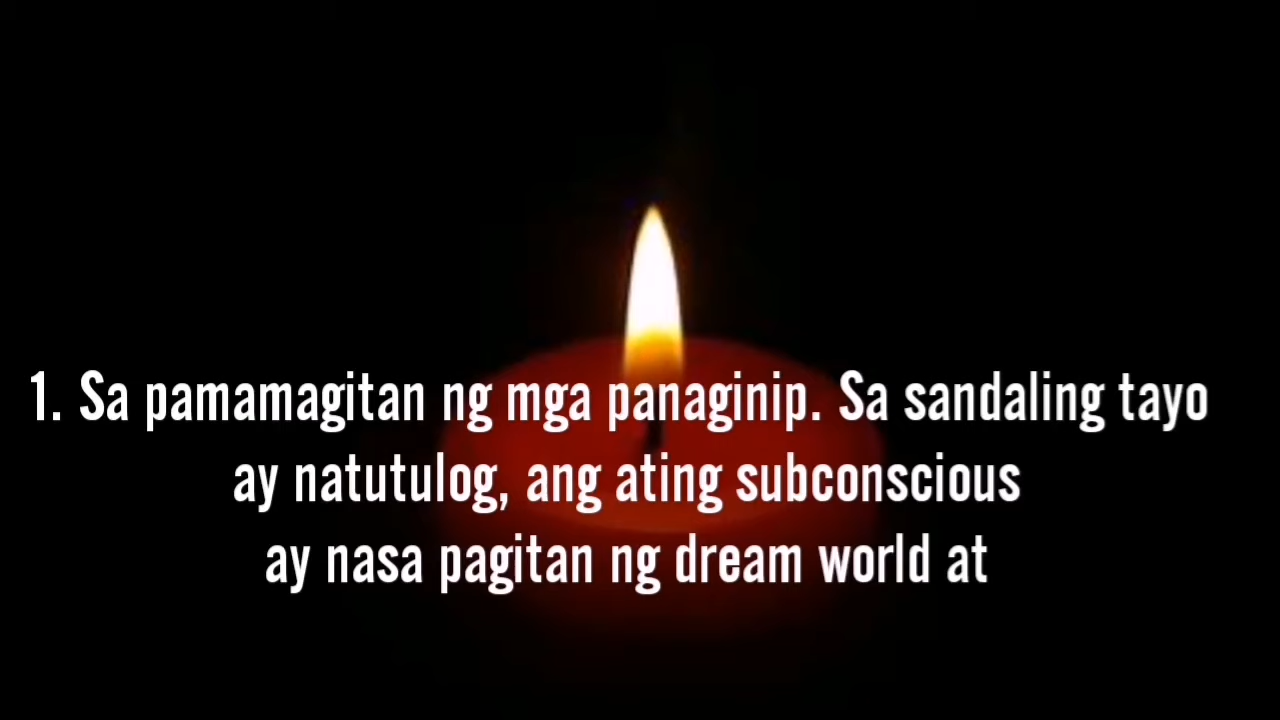 1. Sa pamamagitan ng mga panaginip. Sa sandaling tayo
ay natutulog, ang ating subconscious
ay nasa pagitan ng dream world at